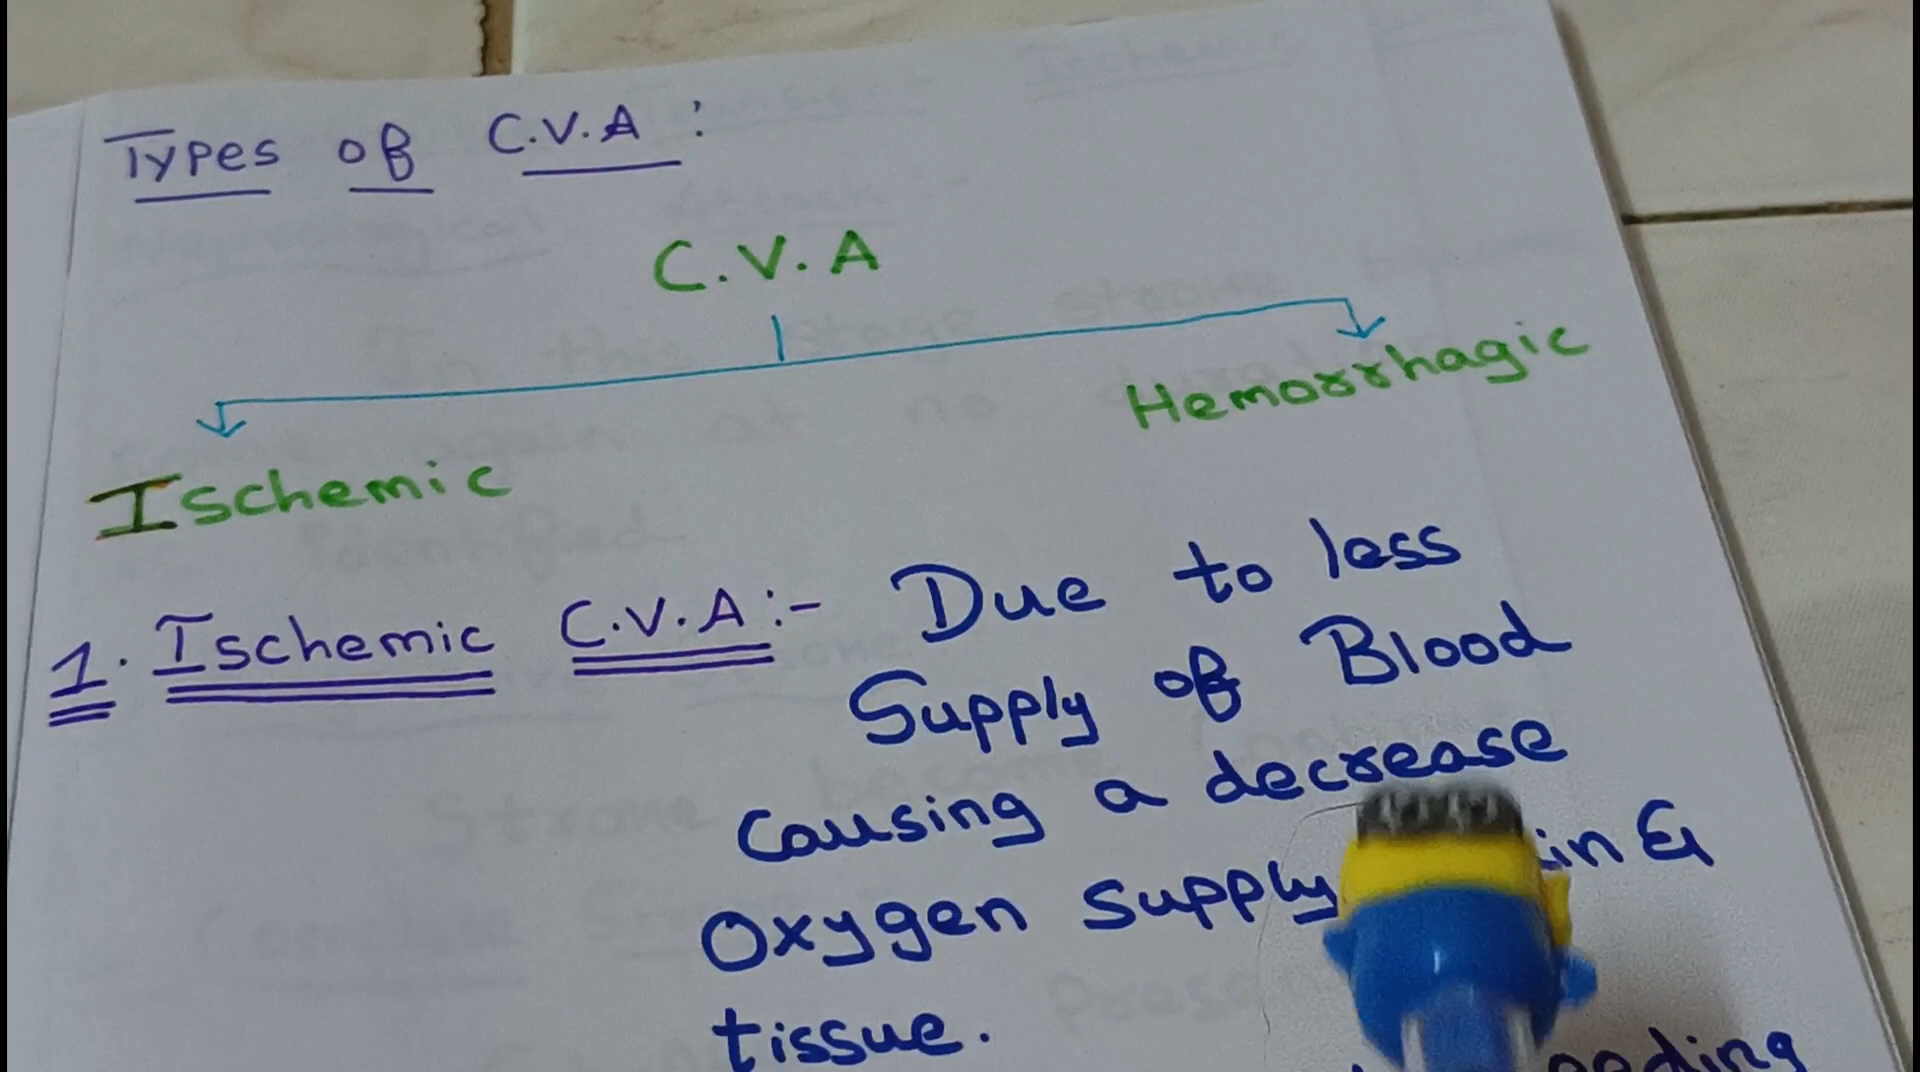 Types of C.V.A :
C.V.A
Hemorrhagic
Ischemic
1. Ischemic C.V.A :- Due to less
Supply of Blood
causing a decrease
Oxygen supply in &
tissue.